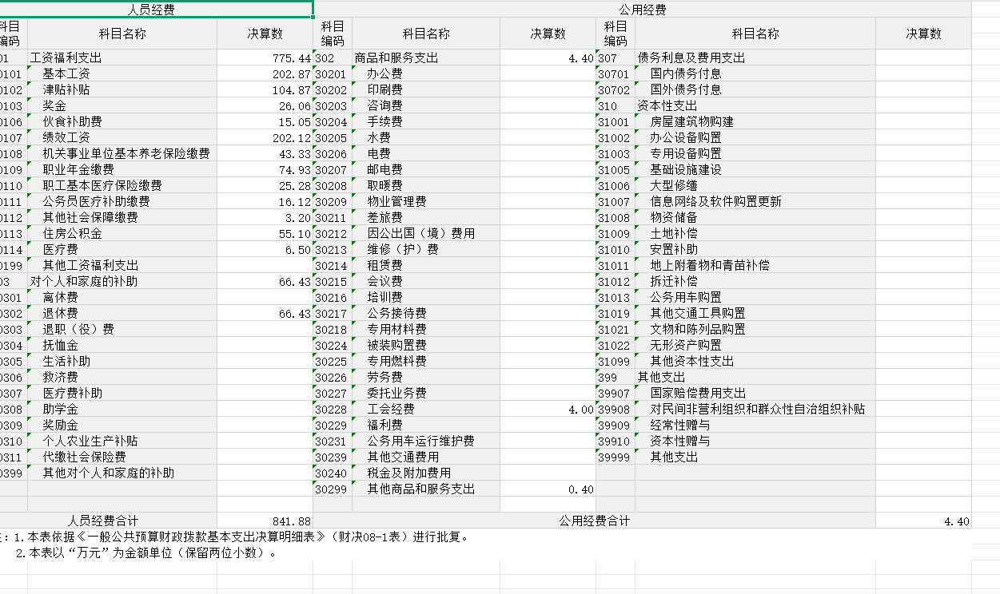 人员经费 公用经费
科目编码 科目名称 决算数 科目编码 科目名称 决算数 科目编码 科目名称 决算数
01 工资福利支出 775.44 302 商品和服务支出 4.40 307 债务利息及费用支出
0101 基本工资 202.87 30201 办公费 30701 国内债务付息
0102 津贴补贴 104.87 30202 印刷费 30702 国外债务付息
0103 奖金 26.06 30203 咨询费 310 资本性支出
0106 伙食补助费 15.05 30204 手续费 31001 房屋建筑物购建
0107 绩效工资 202.12 30205 水费 31002 办公设备购置
0108 机关事业单位基本养老保险缴费 43.33 30206 电费 31003 专用设备购置
0109 职业年金缴费 74.93 30207 邮电费 31005 基础设施建设
0110 职工基本医疗保险缴费 25.28 30208 取暖费 31006 大型修缮
0111 公务员医疗补助缴费 16.12 30209 物业管理费 31007 信息网络及软件购置更新
0112 其他社会保障缴费 3.20 30211 差旅费 31008 物资储备
0113 住房公积金 55.10 30212 因公出国（境）费用 31009 土地补偿
0114 医疗费 6.50 30213 维修（护）费 31010 安置补助
0199 其他工资福利支出 30214 租赁费 31011 地上附着物和青苗补偿
03 对个人和家庭的补助 66.43 30215 会议费 31012 拆迁补偿
0301 离休费 30216 培训费 31013 公务用车购置
0302 退休费 66.43 30217 公务接待费 31019 其他交通工具购置
0303 退职（役）费 30218 专用材料费 31021 文物和陈列品购置
0304 抚恤金 30224 被装购置费 31022 无形资产购置
0305 生活补助 30225 专用燃料费 31099 其他资本性支出
0306 救济费 30226 劳务费 399 其他支出
0307 医疗费补助 30227 委托业务费 39907 国家赔偿费用支出
0308 助学金 30228 工会经费 4.00 39908 对民间非营利组织和群众性自治组织补贴
0309 奖励金 30229 福利费 39909 经常性赠与
0310 个人农业生产补贴 30231 公务用车运行维护费 39910 资本性赠与
0311 代缴社会保险费 30239 其他交通费用 39999 其他支出
0399 其他对个人和家庭的补助 30240 税金及附加费用
30299 其他商品和服务支出 0.40
人员经费合计 841.88 公用经费合计 4.40
：1.本表依据《一般公共预算财政拨款基本支出决算明细表》（财决08-1表）进行批复。
2.本表以“万元”为金额单位（保留两位小数）。